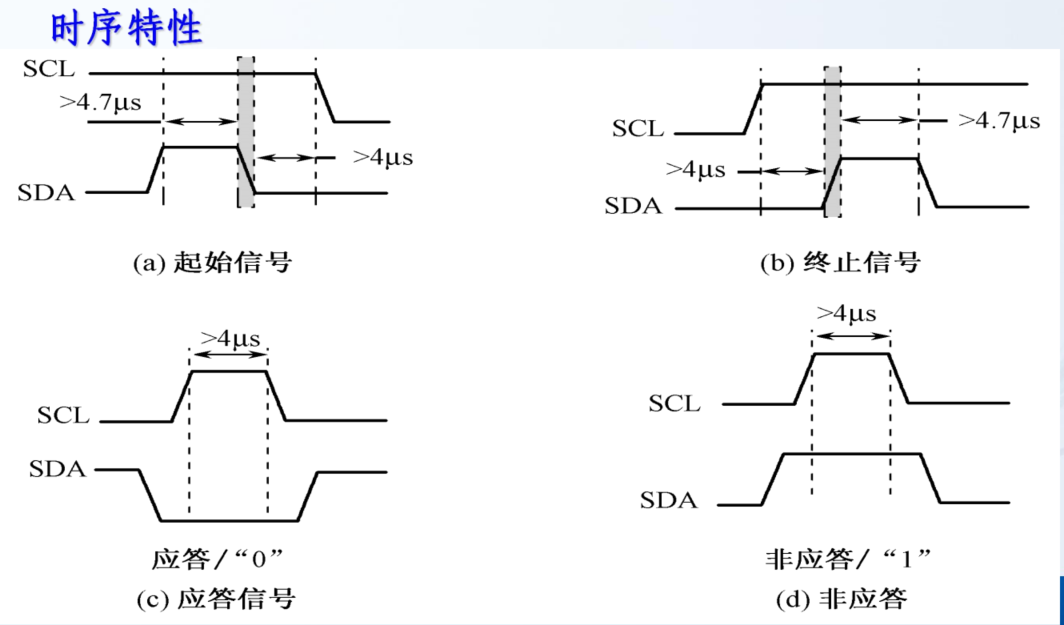 时序特性
SCL
>4.7μs
>4μs
SDA
(a) 起始信号
SCL
>4.7μs
>4μs
SDA
(b) 终止信号
>4μs
SCL
SDA
应答/“0”
(c) 应答信号
>4μs
SCL
SDA
非应答/“1”
(d) 非应答